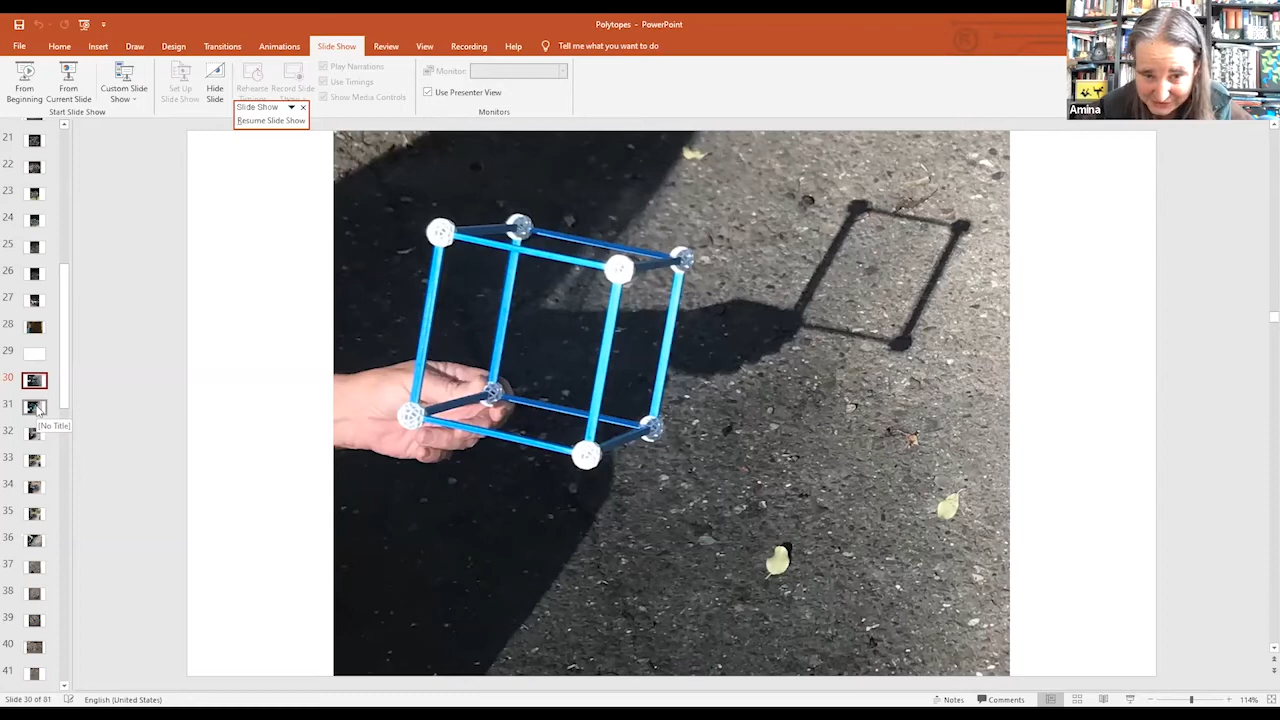 Polytopes - PowerPoint
File Home Insert Draw Design Transitions Animations Slide Show Review View Recording Help Tell me what you want to do
From Beginning
From Current Slide
Custom Slide Show
Set Up Slide Show
Hide Slide
Rehearse
Record Slide
Play Narrations
Use Timings
Show Media Controls
Monitor:
Use Presenter View
Start Slide Show
Monitors
Slide Show
Resume Slide Show
Amina
21
22
23
24
25
26
27
28
29
30
31
[No Title]
32
33
34
35
36
37
38
39
40
41
Slide 30 of 81 English (United States) Notes Comments 114%